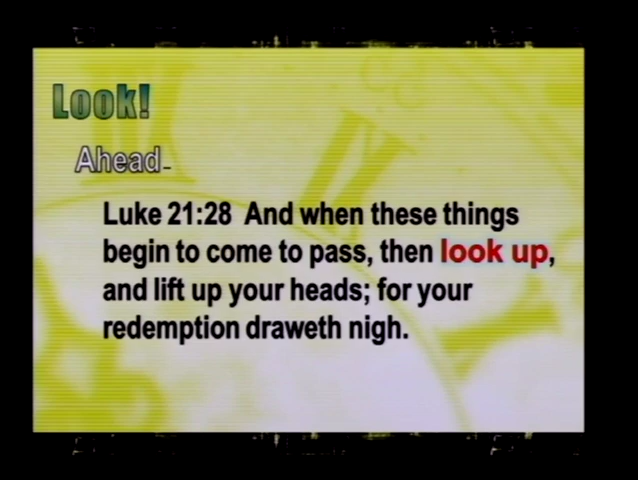 Look!
Ahead-
Luke 21:28 And when these things
begin to come to pass, then look up,
and lift up your heads; for your
redemption draweth nigh.